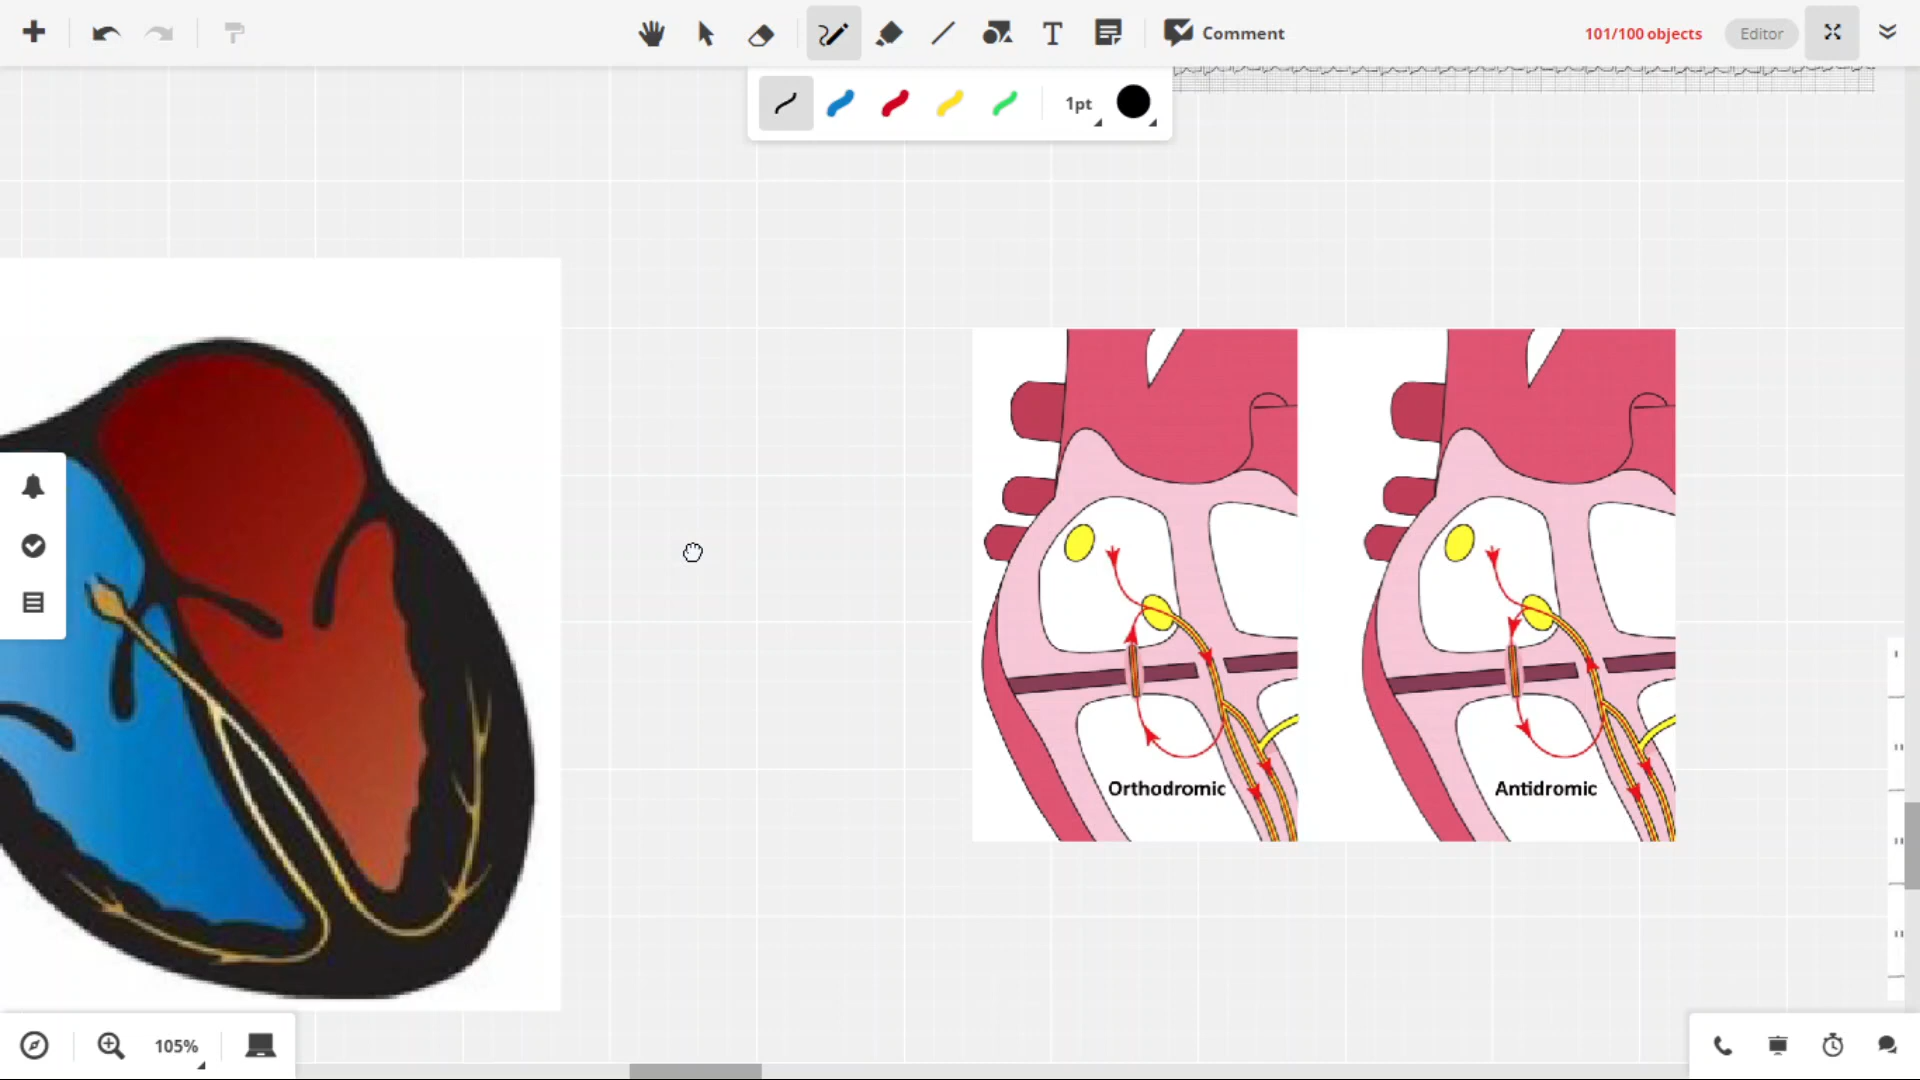 T
Comment
101/100 objects
Editor
1pt
Orthodromic
Antidromic
105%